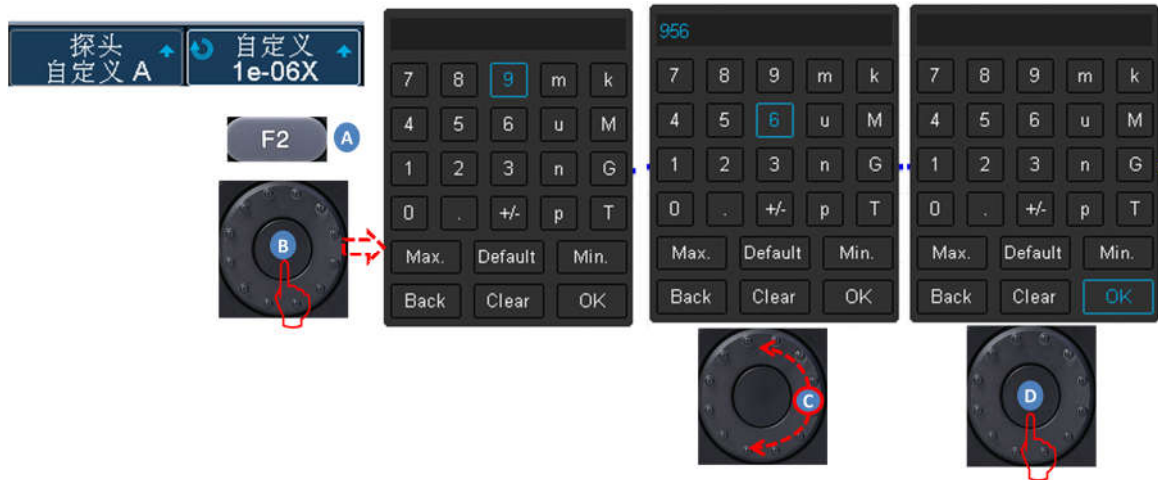 探头
自定义 A
自定义
1e-06X
F2
A
B
7 8 9 m k
4 5 6 u M
1 2 3 n G
0 . +/- p T
Max. Default Min.
Back Clear OK
956
7 8 9 m k
4 5 6 u M
1 2 3 n G
0 . +/- p T
Max. Default Min.
Back Clear OK
C
7 8 9 m k
4 5 6 u M
1 2 3 n G
0 . +/- p T
Max. Default Min.
Back Clear OK
D